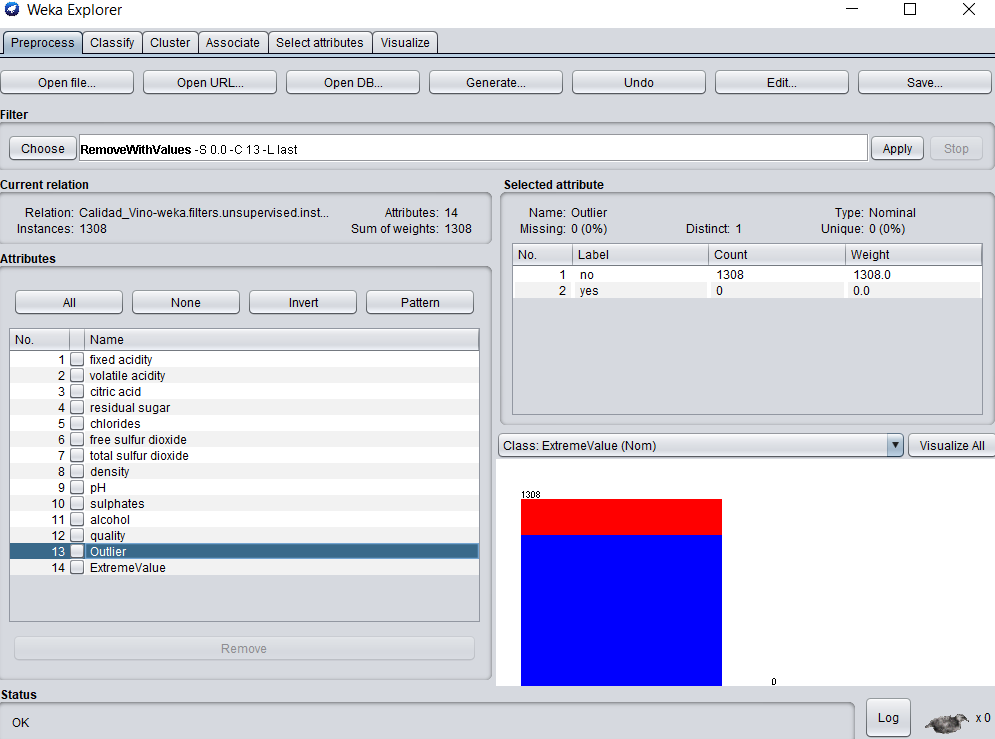 Weka Explorer
Preprocess Classify Cluster Associate Select attributes Visualize
Open file... Open URL... Open DB... Generate... Undo Edit... Save...
Filter
Choose RemoveWithValues -S 0.0 -C 13 -L last Apply Stop
Current relation
Relation: Calidad_Vino-weka.filters.unsupervised.inst... Attributes: 14
Instances: 1308 Sum of weights: 1308
Attributes
All None Invert Pattern
No. Name
1 fixed acidity
2 volatile acidity
3 citric acid
4 residual sugar
5 chlorides
6 free sulfur dioxide
7 total sulfur dioxide
8 density
9 pH
10 sulphates
11 alcohol
12 quality
13 Outlier
14 ExtremeValue
Remove
Selected attribute
Name: Outlier Type: Nominal
Missing: 0 (0%) Distinct: 1 Unique: 0 (0%)
No. Label Count Weight
1 no 1308 1308.0
2 yes 0 0.0
Class: ExtremeValue (Nom) Visualize All
1308
0
Status
OK Log x 0